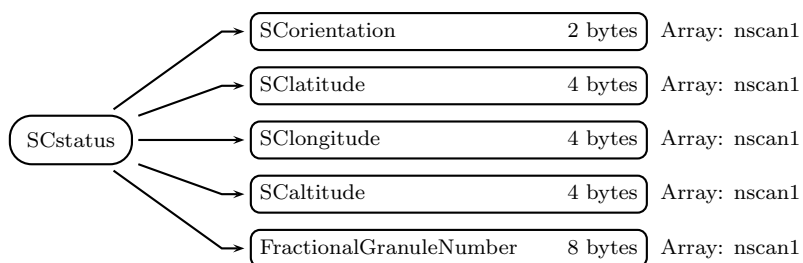 SCorientation 2 bytes Array: nscan1
SClatitude 4 bytes Array: nscan1
SCstatus
SClongitude 4 bytes Array: nscan1
SCaltitude 4 bytes Array: nscan1
FractionalGranuleNumber 8 bytes Array: nscan1